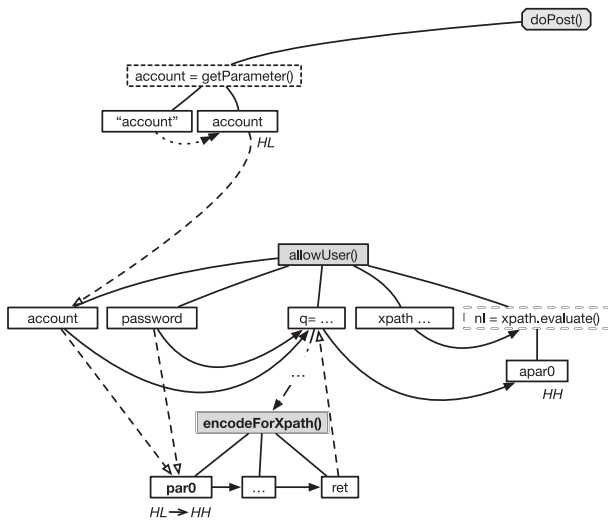 doPost()
account = getParameter()
“account”
account
HL
allowUser()
account
password
q= ...
xpath ...
nl = xpath.evaluate()
...
apar0
HH
encodeForXpath()
par0
...
ret
HL → HH